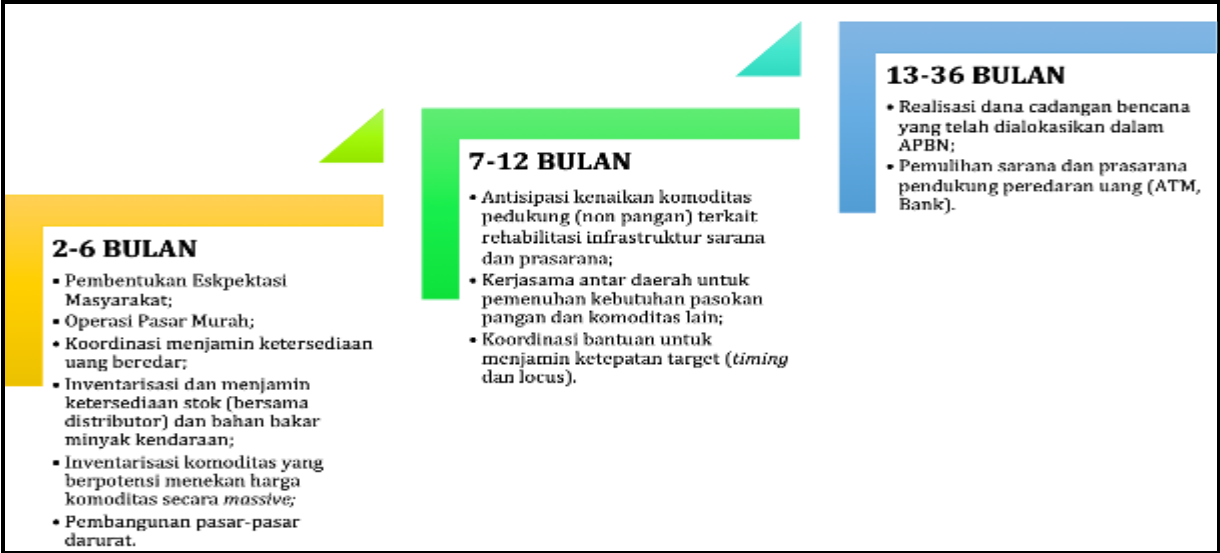 2-6 BULAN
• Pembentukan Eskpektasi
Masyarakat;
• Operasi Pasar Murah;
• Koordinasi menjamin ketersediaan
uang beredar;
• Inventarisasi dan menjamin
ketersediaan stok (bersama
distributor) dan bahan bakar
minyak kendaraan;
• Inventarisasi komoditas yang
berpotensi menekan harga
komoditas secara massive;
• Pembangunan pasar-pasar
darurat.
7-12 BULAN
• Antisipasi kenaikan komoditas
pedukung (non pangan) terkait
rehabilitasi infrastruktur sarana
dan prasarana;
• Kerjasama antar daerah untuk
pemenuhan kebutuhan pasokan
pangan dan komoditas lain;
• Koordinasi bantuan untuk
menjamin ketepatan target (timing
dan locus).
13-36 BULAN
• Realisasi dana cadangan bencana
yang telah dialokasikan dalam
APBN;
• Pemulihan sarana dan prasarana
pendukung peredaran uang (ATM,
Bank).